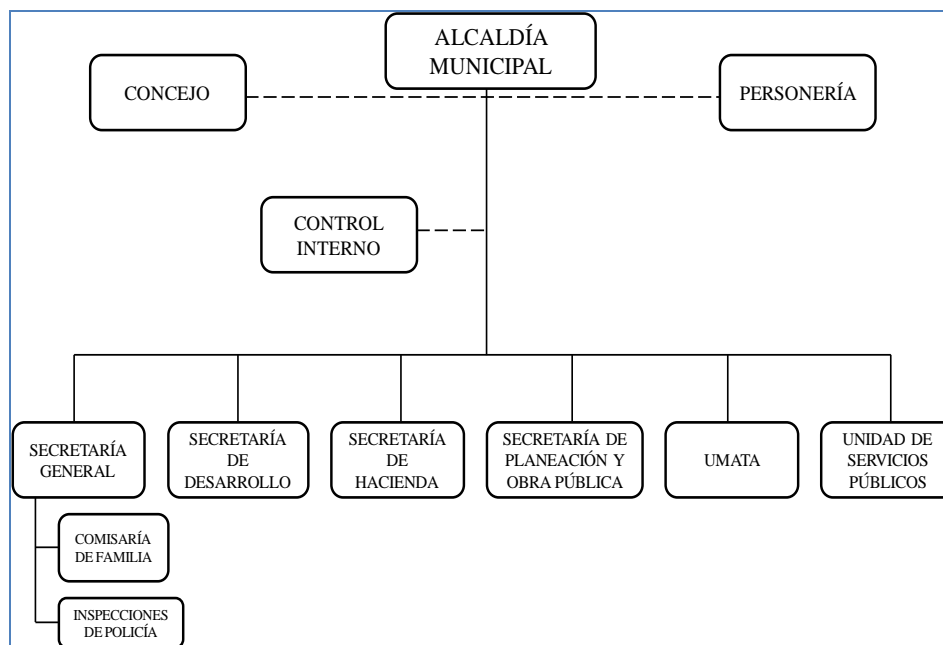 ALCALDÍA
MUNICIPAL
CONCEJO
PERSONERÍA
CONTROL
INTERNO
SECRETARÍA
GENERAL
SECRETARÍA
DE
DESARROLLO
SECRETARÍA
DE
HACIENDA
SECRETARÍA DE
PLANEACIÓN Y
OBRA PÚBLICA
UMATA
UNIDAD DE
SERVICIOS
PÚBLICOS
COMISARÍA
DE FAMILIA
INSPECCIONES
DE POLICÍA